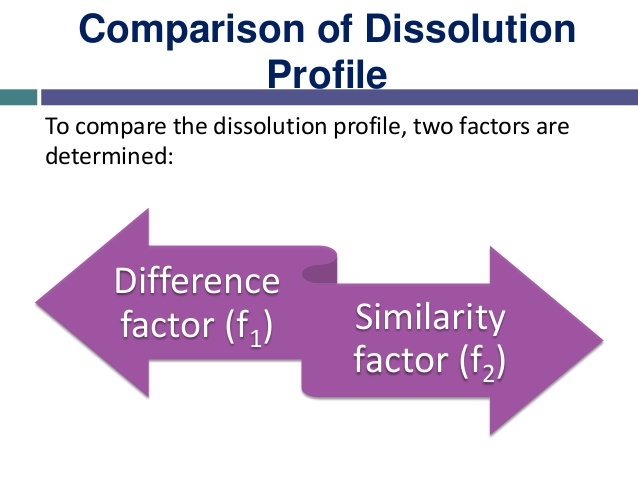 Comparison of Dissolution
Profile
To compare the dissolution profile, two factors are
determined:
Difference
factor (f₁)
Similarity
factor (f₂)